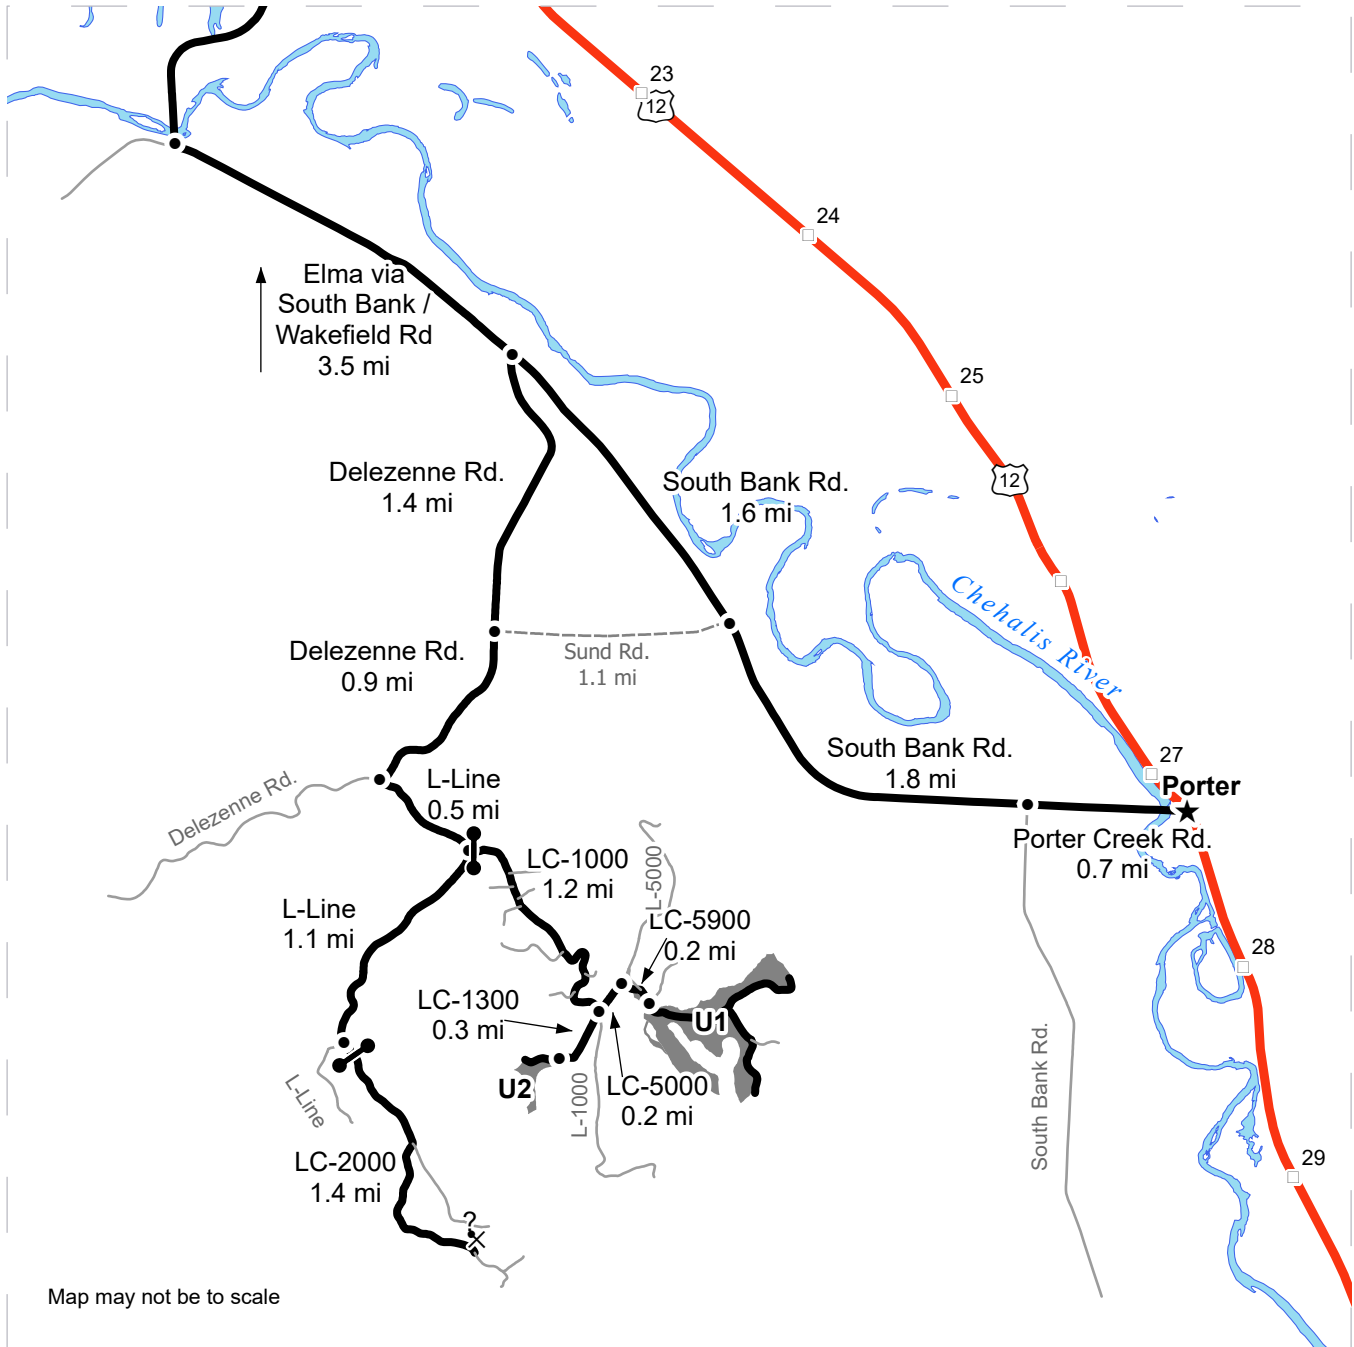 23
12
24
Elma via
South Bank /
Wakefield Rd
3.5 mi
25
12
Delezenne Rd.
1.4 mi
South Bank Rd.
1.6 mi
Chehalis River
Delezenne Rd.
0.9 mi
Sund Rd.
1.1 mi
South Bank Rd.
1.8 mi
27
Porter
Delezenne Rd.
L-Line
0.5 mi
Porter Creek Rd.
0.7 mi
LC-1000
1.2 mi
L-5000
L-Line
1.1 mi
LC-5900
0.2 mi
28
LC-1300
0.3 mi
U1
U2
LC-5000
0.2 mi
L-1000
L-Line
South Bank Rd.
LC-2000
1.4 mi
29
?
Map may not be to scale